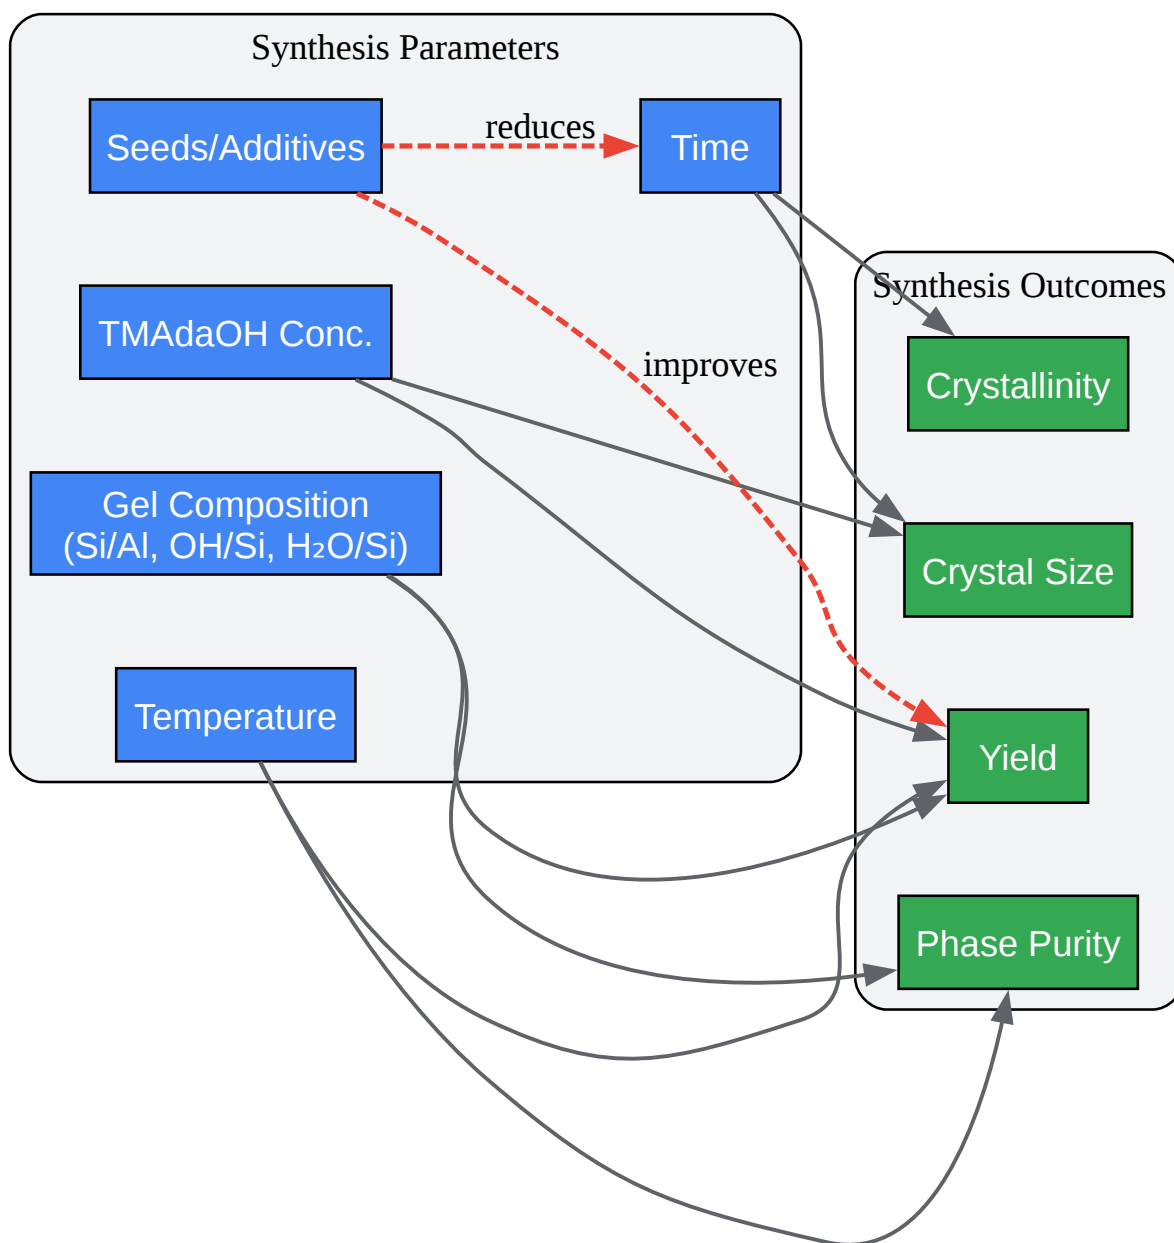 Synthesis Parameters
Seeds/Additives
reduces
Time
Synthesis Outcomes
TMAdaOH Conc.
improves
Crystallinity
Gel Composition
(Si/Al, OH/Si, H₂O/Si)
Crystal Size
Temperature
Yield
Phase Purity